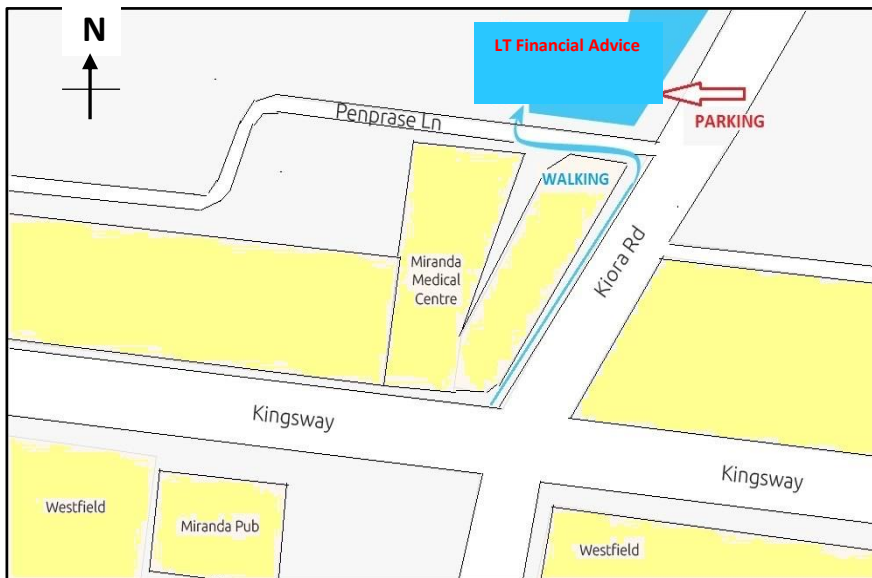 N
LT Financial Advice
Penprase Ln
PARKING
WALKING
Kiora Rd
Miranda
Medical
Centre
Kingsway
Kingsway
Westfield
Miranda Pub
Westfield